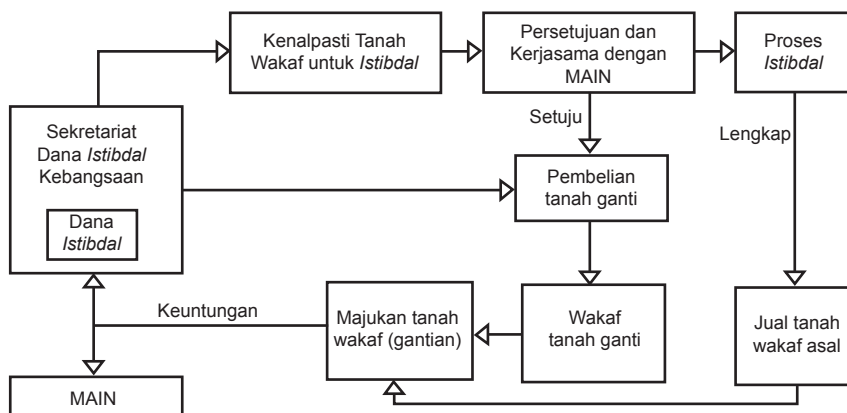 Kenalpasti Tanah
Wakaf untuk Istibdal
Persetujuan dan
Kerjasama dengan
MAIN
Proses
Istibdal
Setuju
Lengkap
Sekretariat
Dana Istibdal
Kebangsaan
Dana
Istibdal
Pembelian
tanah ganti
Keuntungan
Majukan tanah
wakaf (gantian)
Wakaf
tanah ganti
Jual tanah
wakaf asal
MAIN